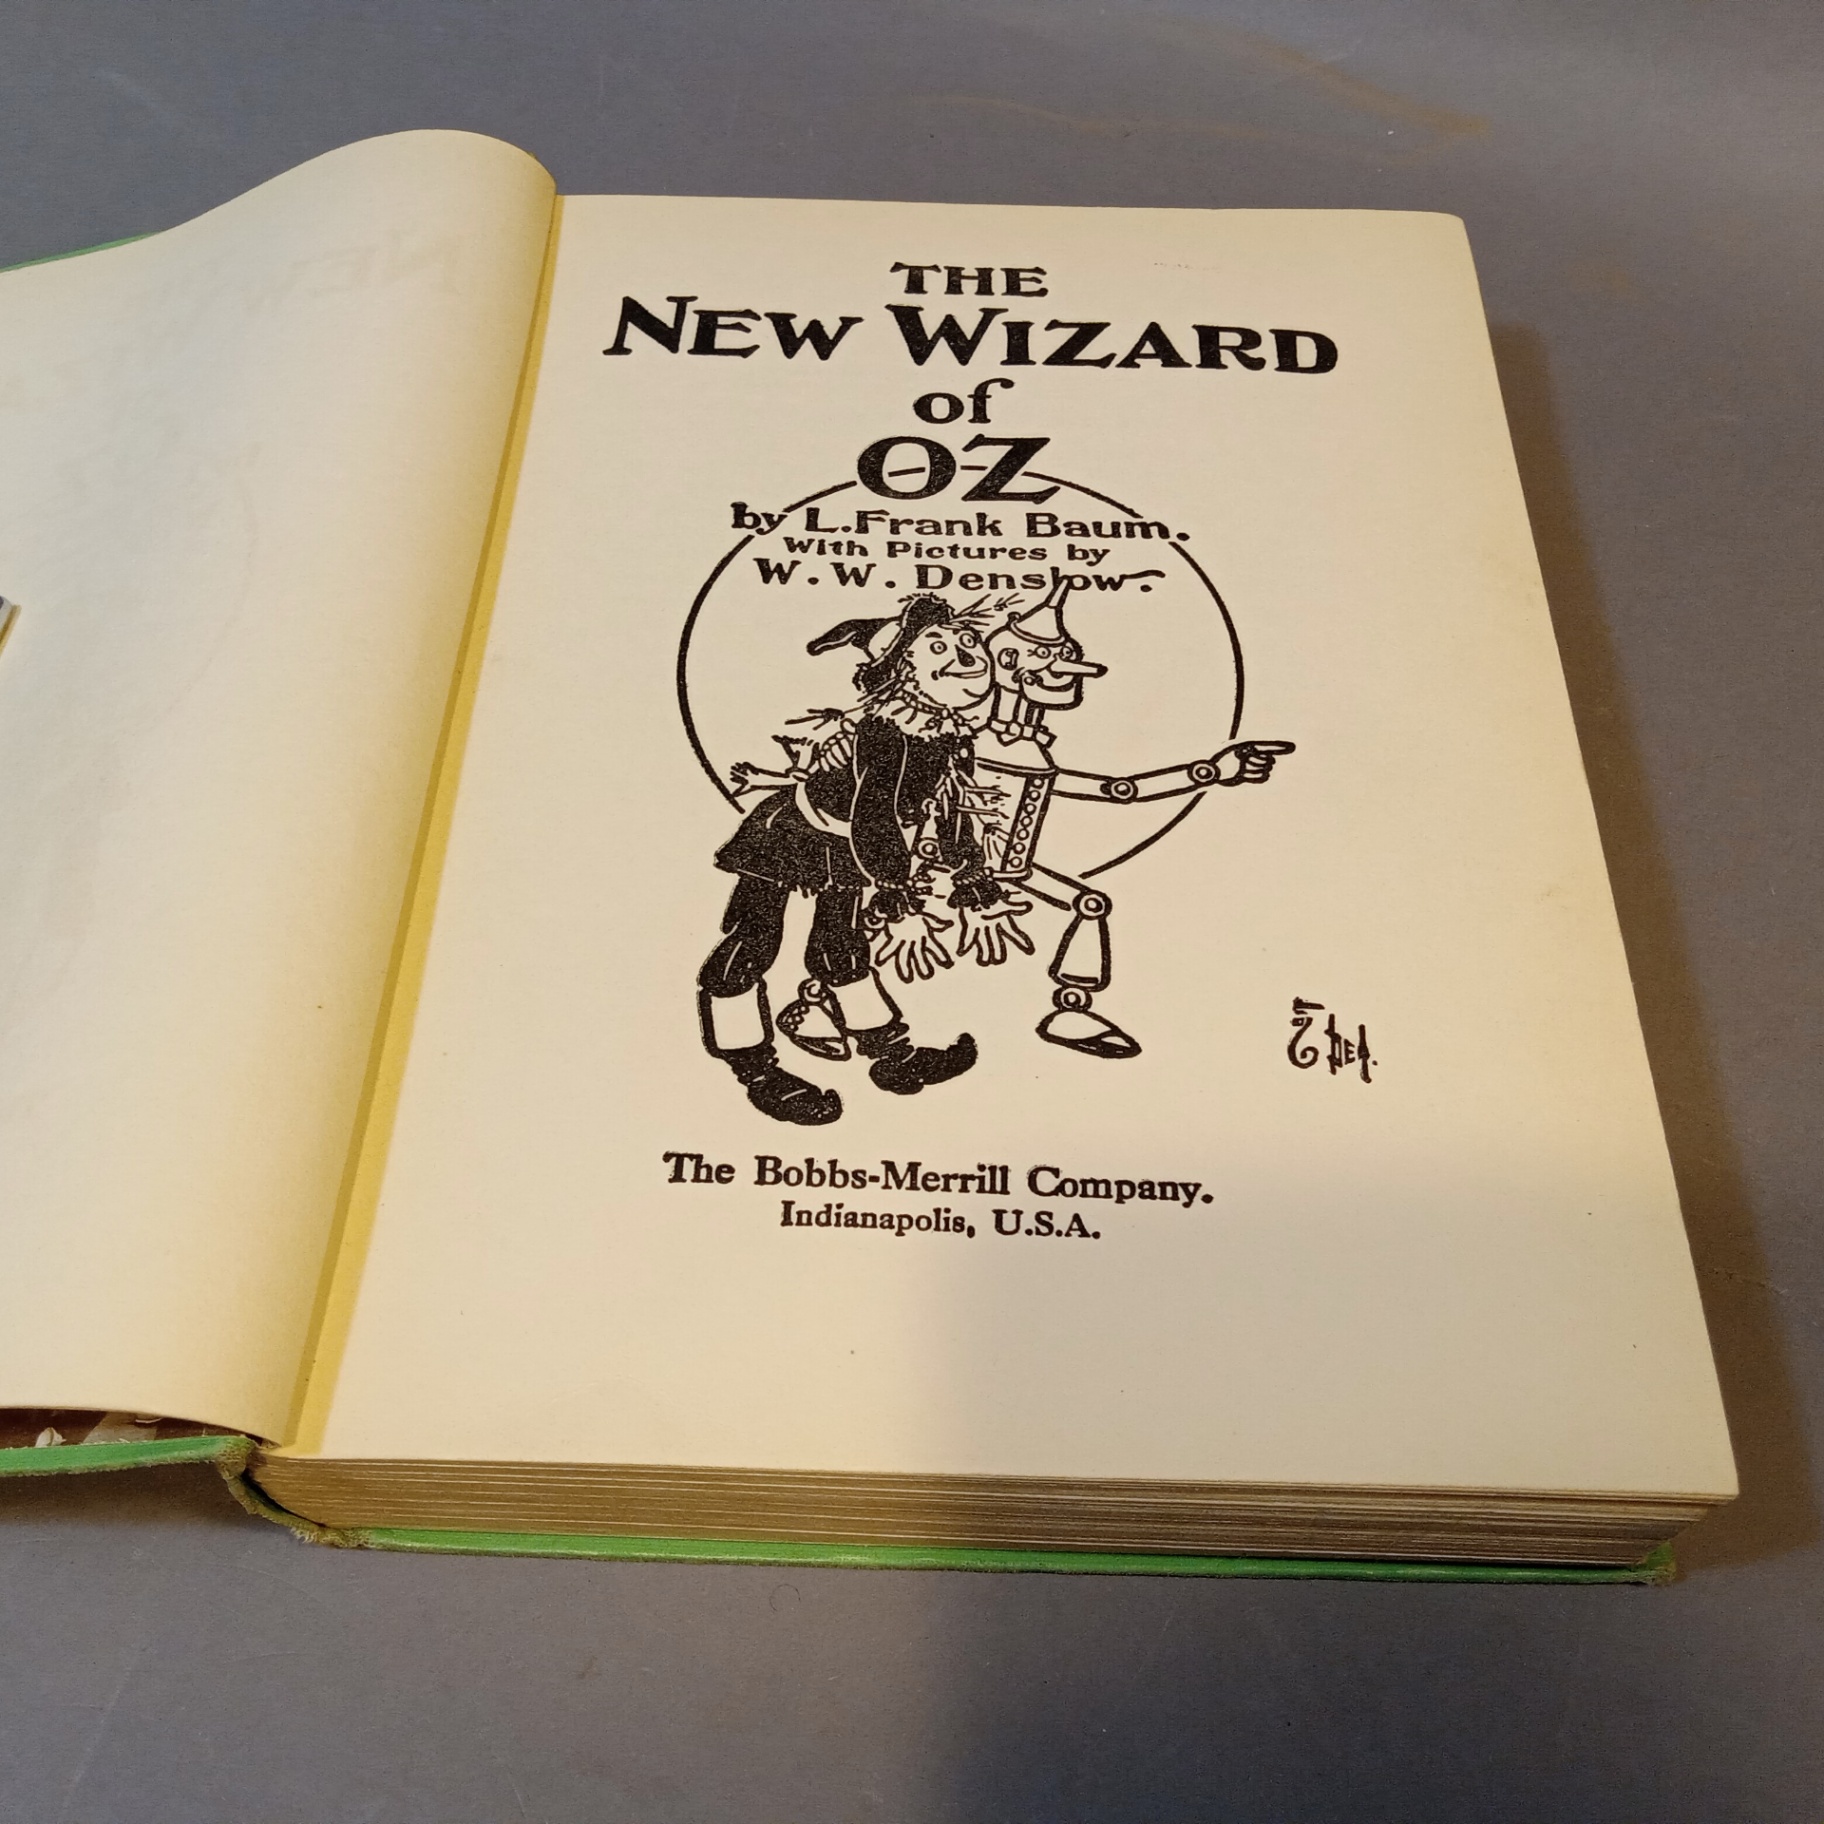 THE
NEW WIZARD
of
OZ
by L. Frank Baum.
With Pictures by
W. W. Denslow.
The Bobbs-Merrill Company.
Indianapolis, U.S.A.